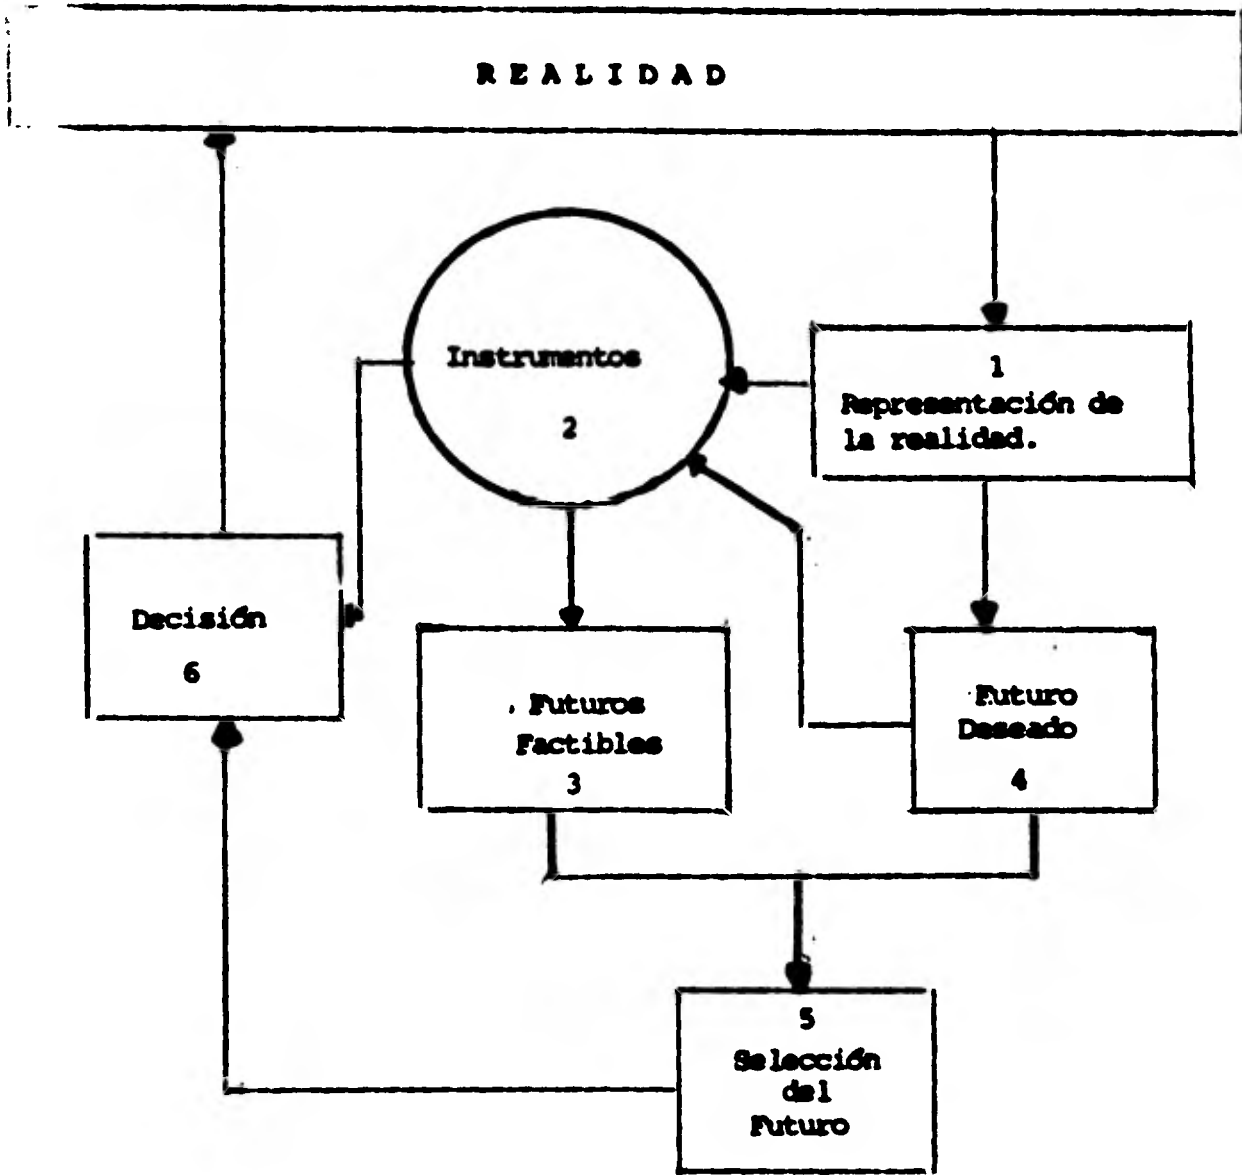 REALIDAD
Instrumentos
2
1
Representación de
la realidad.
Decisión
6
Futuros
Factibles
3
Futuro
Deseado
4
5
Selección
del
Futuro